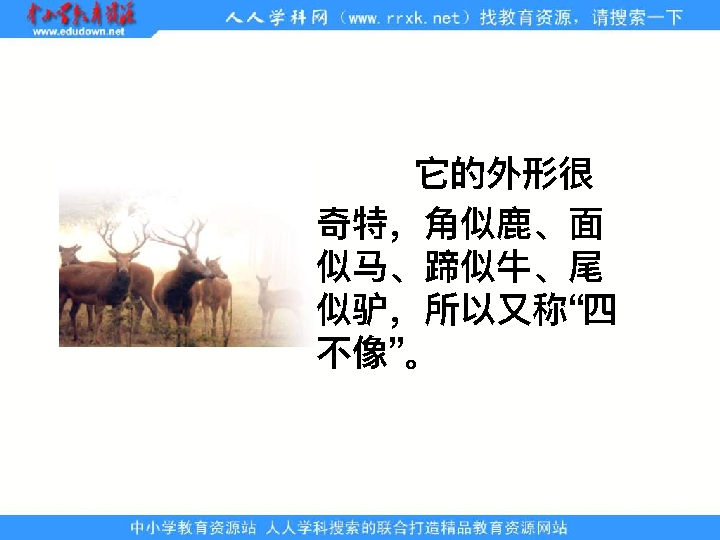 中小学教育资源
www.edudown.net
人人学科网（www.rrxk.net）找教育资源，请搜索一下
它的外形很
奇特，角似鹿、面
似马、蹄似牛、尾
似驴，所以又称“四
不像”。
中小学教育资源站 人人学科搜索的联合打造精品教育资源网站